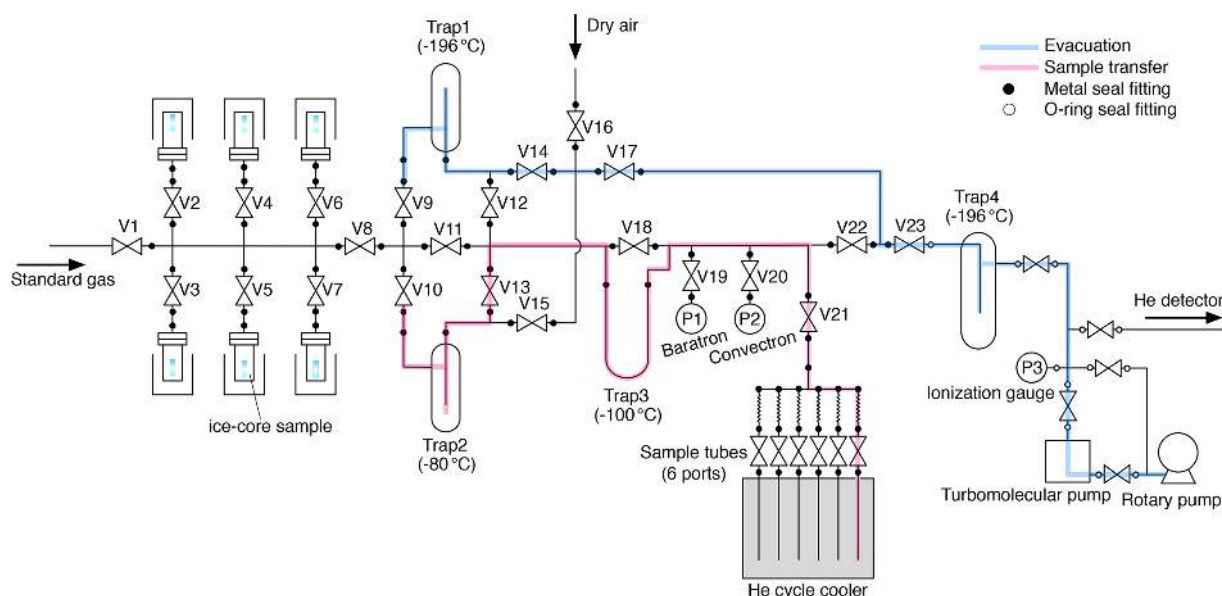 Trap1
(-196°C)
Dry air
Evacuation
Sample transfer
Metal seal fitting
O-ring seal fitting
V16
V14
V17
V2
V4
V6
V9
V12
Trap4
(-196°C)
V1
V8
V11
V18
V22
V23
Standard gas
V3
V5
V7
V10
V13
V15
V19
V20
V21
P1
P2
Baratron
Convectron
He detector
P3
Ionization gauge
Trap3
(-100°C)
ice-core sample
Trap2
(-80°C)
Sample tubes
(6 ports)
Turbomolecular pump
Rotary pump
He cycle cooler